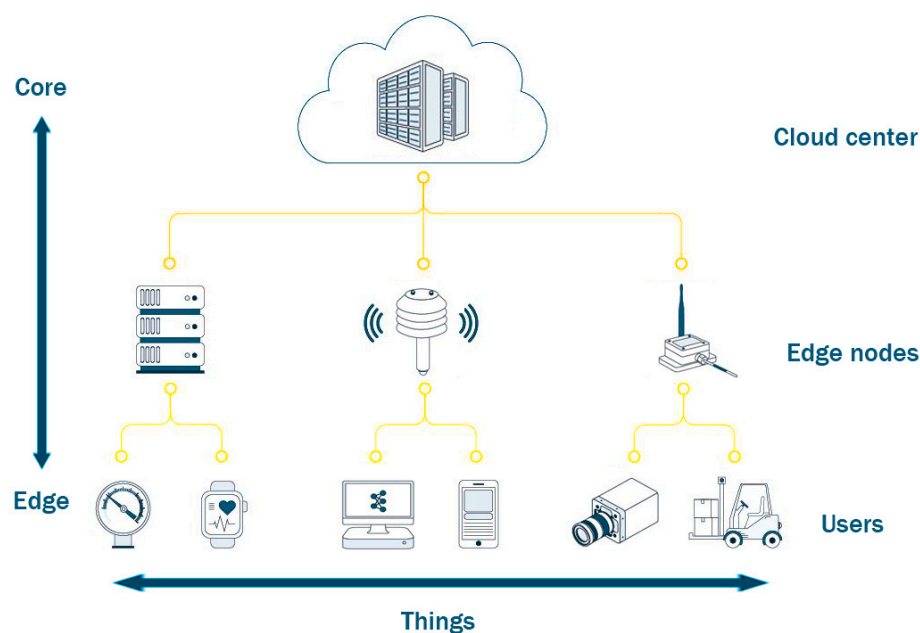 Core
Cloud center
Edge nodes
Edge
Users
Things